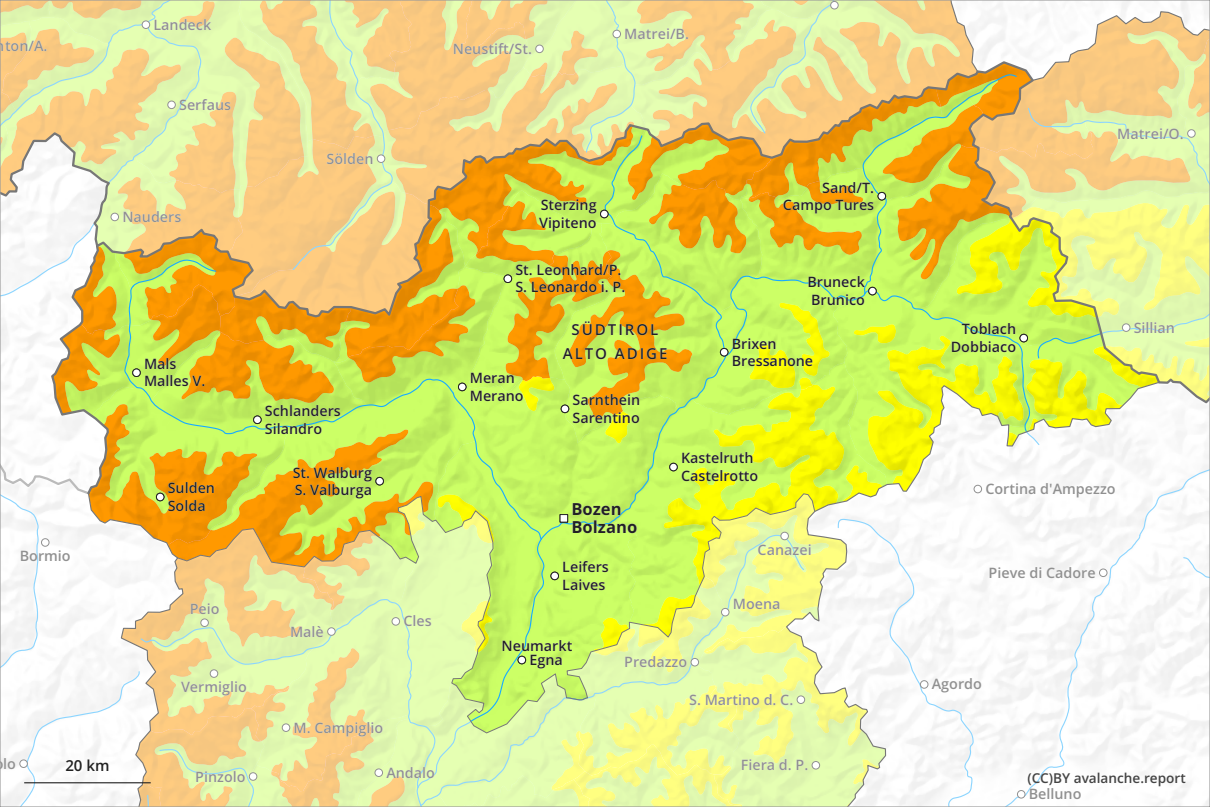 Landeck
nton/A.
Neustift/St.
Matrei/B.
Serfaus
Matrei/O.
Sölden
Nauders
Sand/T.
Campo Tures
Sterzing
Vipiteno
St. Leonhard/P.
S. Leonardo i. P.
Bruneck
Brunico
SÜDTIROL
ALTO ADIGE
Toblach
Dobbiaco
Sillian
Brixen
Bressanone
Mals
Malles V.
Meran
Merano
Sarnthein
Sarentino
Schlanders
Silandro
Kastelruth
Castelrotto
St. Walburg
S. Valburga
Sulden
Solda
Cortina d'Ampezzo
Bozen
Bolzano
Bormio
Canazei
Leifers
Laives
Pieve di Cadore
Peio
Moena
Cles
Malè
Neumarkt
Egna
Predazzo
Vermiglio
Agordo
S. Martino d. C.
M. Campiglio
20 km
olo
Pinzolo
Andalo
Fiera d. P.
(CC)BY avalanche.report
Belluno